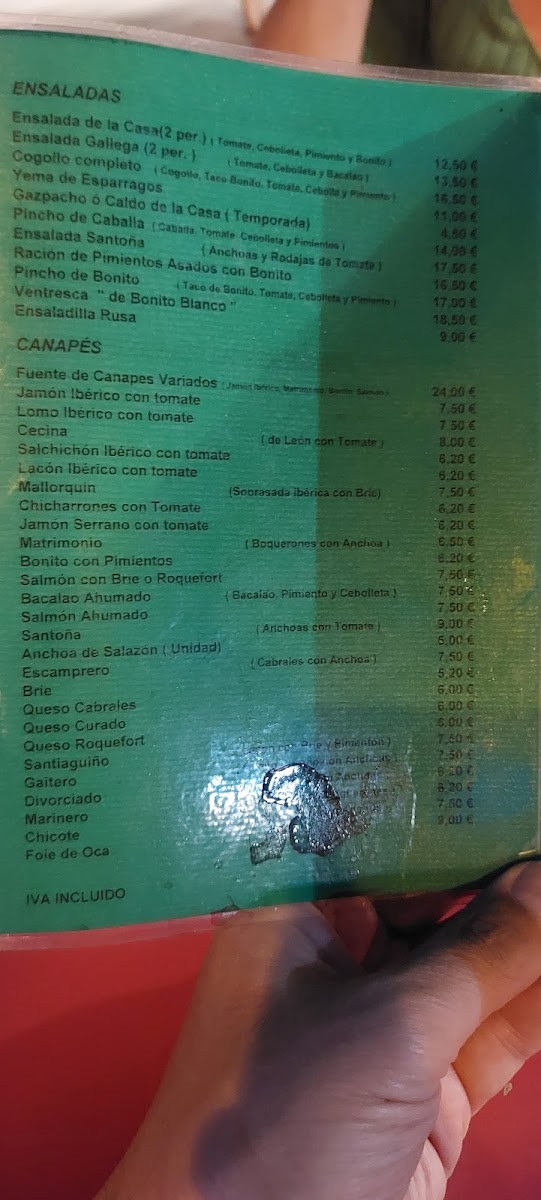 ENSALADAS
Ensalada de la Casa(2 per.) ( Tomate, Cebolleta, Pimiento y Bonito ) 12,50 €
Ensalada Gallega (2 per. ) ( Tomate, Cebolleta y Bacalao ) 13,50 €
Cogollo completo ( Cogollo, Taco Bonito, Tomate, Cebolla y Pimiento ) 16,50 €
Yema de Esparragos 11,00 €
Gazpacho ó Caldo de la Casa ( Temporada) 4,50 €
Pincho de Caballa ( Caballa, Tomate, Cebolleta y Pimientos ) 14,00 €
Ensalada Santoña ( Anchoas y Rodajas de Tomate ) 17,50 €
Ración de Pimientos Asados con Bonito 16,50 €
Pincho de Bonito ( Taco de Bonito, Tomate, Cebolleta y Pimiento ) 17,00 €
Ventresca " de Bonito Blanco " 18,50 €
Ensaladilla Rusa 9,00 €
CANAPÉS
Fuente de Canapes Variados ( Jamón Ibérico, Matrimonio, Bonito, Salmón ) 24,00 €
Jamón Ibérico con tomate 7,50 €
Lomo Ibérico con tomate 7,50 €
Cecina ( de León con Tomate ) 8,00 €
Salchichón Ibérico con tomate 6,20 €
Lacón Ibérico con tomate 6,20 €
Mallorquin (Sobrasada Ibérica con Brie) 7,50 €
Chicharrones con Tomate 6,20 €
Jamón Serrano con tomate 6,20 €
Matrimonio ( Boquerones con Anchoa ) 6,50 €
Bonito con Pimientos 6,20 €
Salmón con Brie o Roquefort 7,50 €
Bacalao Ahumado ( Bacalao, Pimiento y Cebolleta ) 7,50 €
Salmón Ahumado 7,50 €
Santoña ( Anchoas con Tomate ) 9,00 €
Anchoa de Salazón ( Unidad) 5,00 €
Escamprero ( Cabrales con Anchoa ) 7,50 €
Brie 5,20 €
Queso Cabrales 6,00 €
Queso Curado 6,00 €
Queso Roquefort 6,00 €
Santiaguiño ( Lacón con Brie y Pimentón ) 7,50 €
Gaitero con Anchoas ) 7,50 €
Divorciado 6,20 €
Marinero 6,20 €
Chicote 7,50 €
Foie de Oca 9,00 €
IVA INCLUIDO